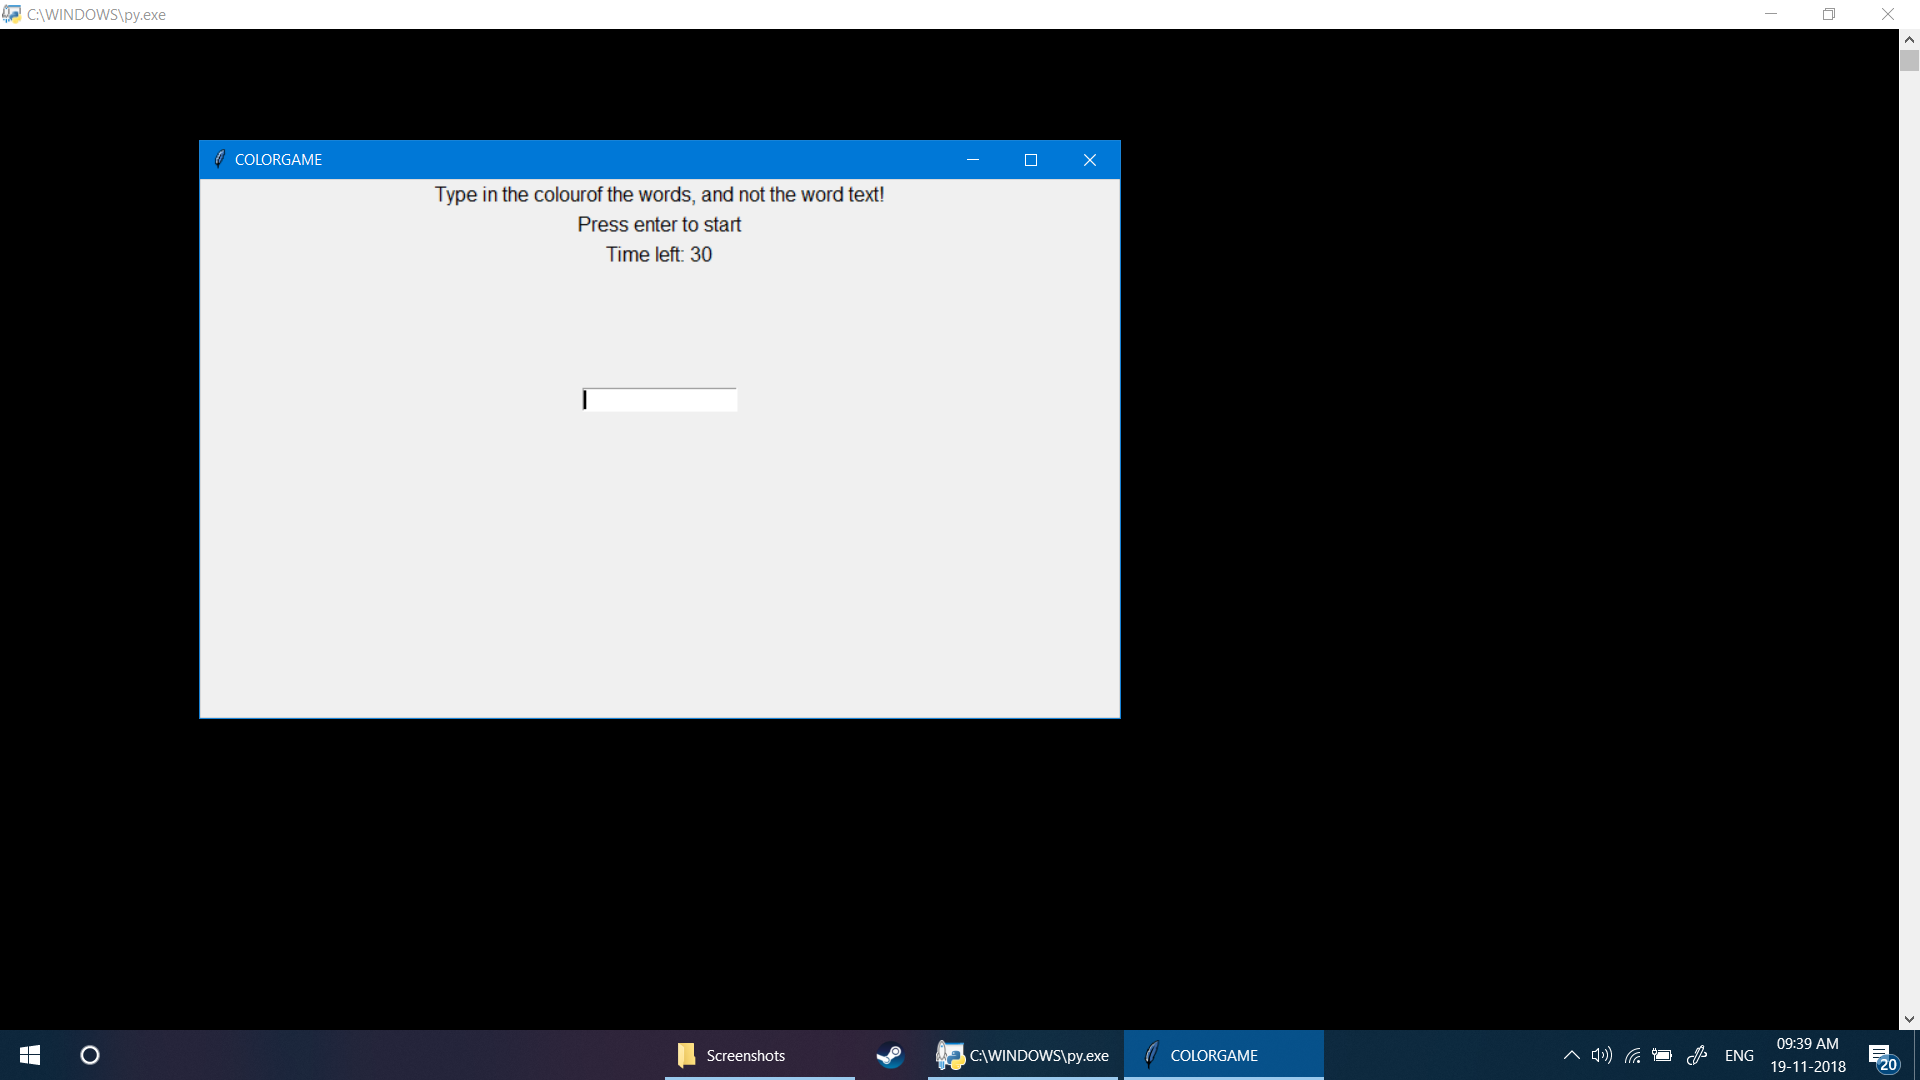 C:\WINDOWS\py.exe
COLORGAME
Type in the colourof the words, and not the word text!
Press enter to start
Time left: 30
Screenshots
C:\WINDOWS\py.exe
COLORGAME
ENG
09:39 AM
19-11-2018
20